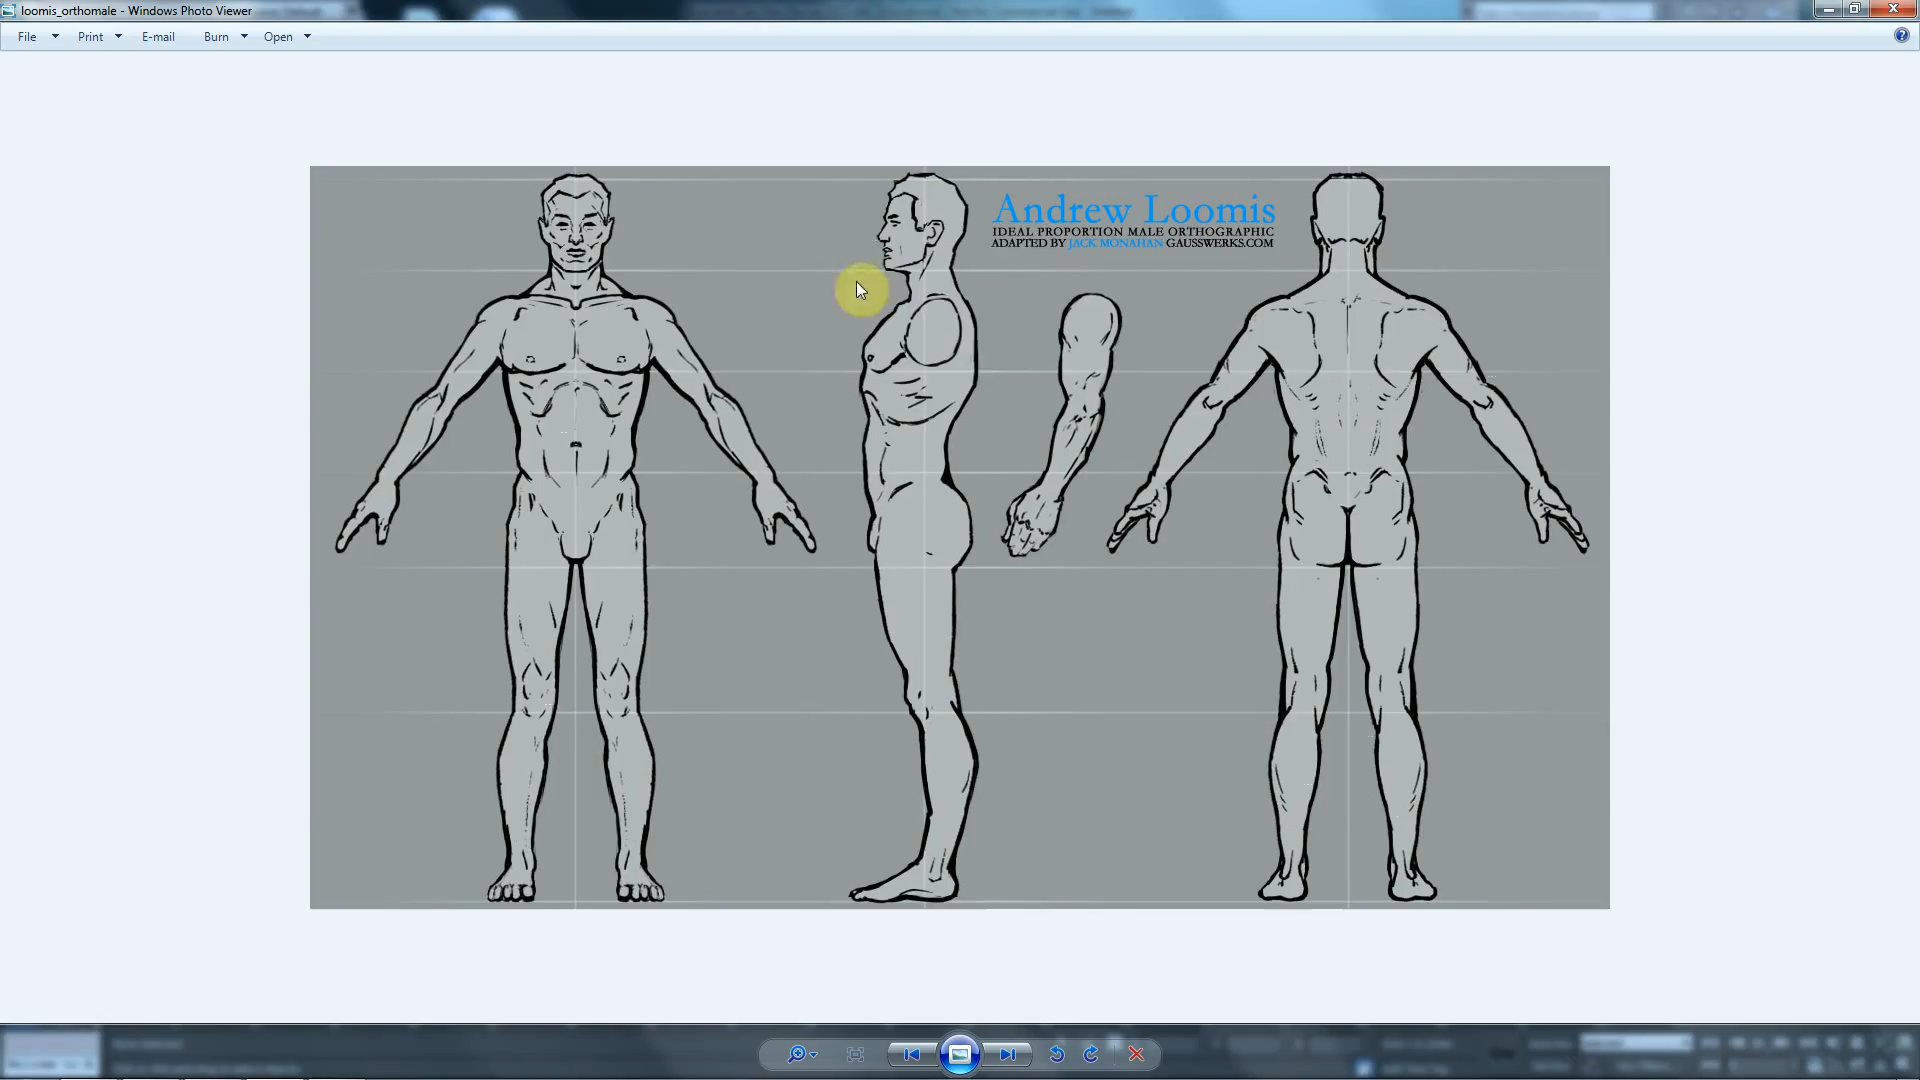 loomis_orthomale - Windows Photo Viewer
File Print E-mail Burn Open
Andrew Loomis
IDEAL PROPORTION MALE ORTHOGRAPHIC
ADAPTED BY JACK MONAHAN GAUSSWERKS.COM